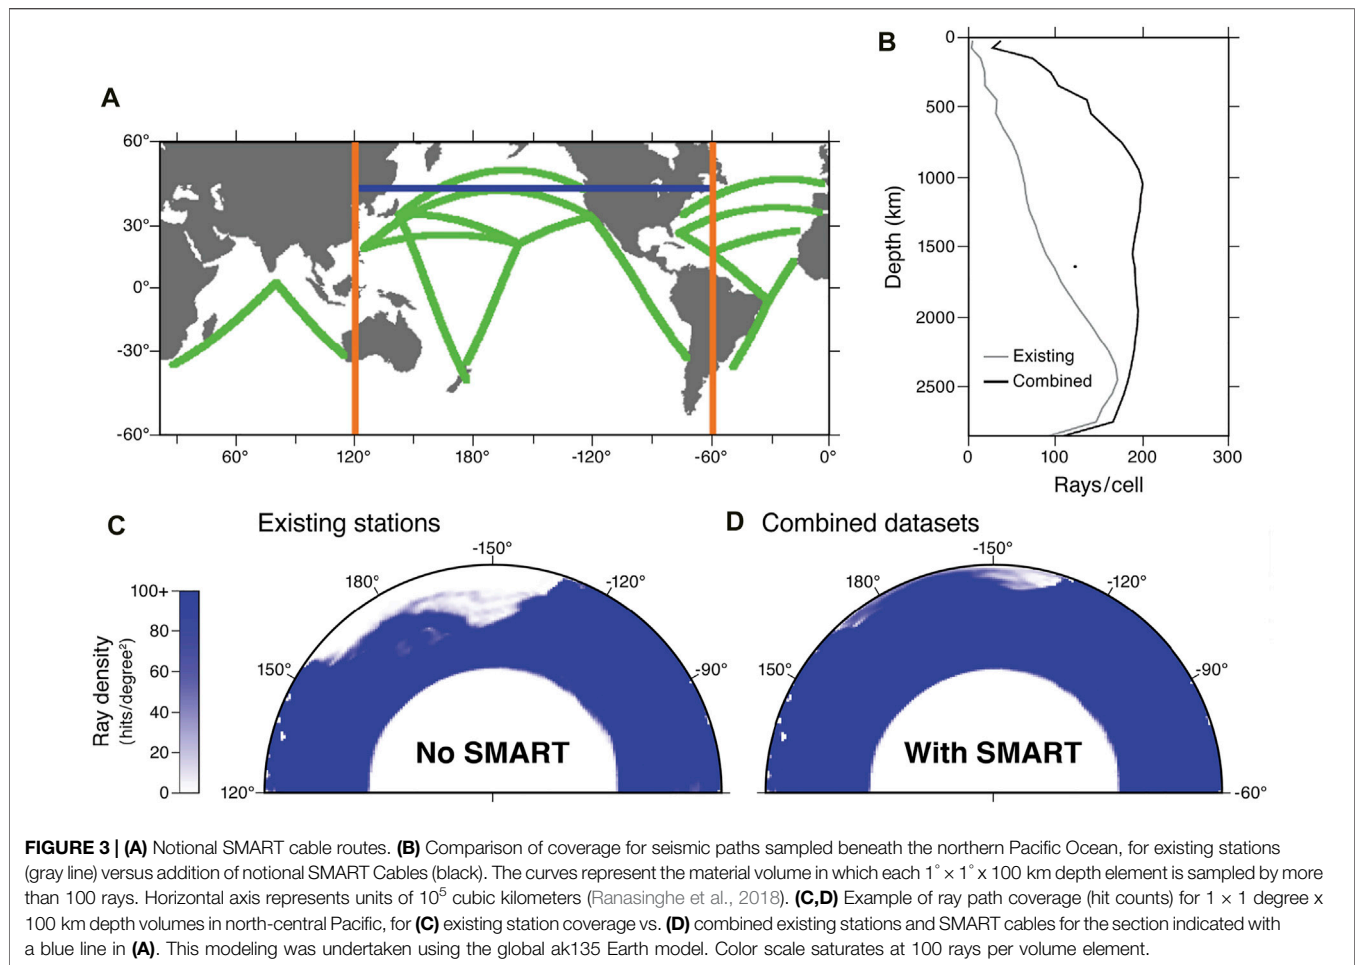 A
60°
30°
0°
-30°
-60°
60°
120°
180°
-120°
-60°
0°
B
0
500
1000
1500
2000
2500
Depth (km)
Existing
Combined
0
100
200
300
Rays/cell
C
Existing stations
-150°
180°
-120°
150°
-90°
120°
No SMART
100+
80
60
40
20
0
Ray density
(hits/degree²)
D
Combined datasets
-150°
180°
-120°
150°
-90°
-60°
With SMART
FIGURE 3 | (A) Notional SMART cable routes. (B) Comparison of coverage for seismic paths sampled beneath the northern Pacific Ocean, for existing stations
(gray line) versus addition of notional SMART Cables (black). The curves represent the material volume in which each 1° × 1° x 100 km depth element is sampled by more
than 100 rays. Horizontal axis represents units of 10⁵ cubic kilometers (Ranasinghe et al., 2018). (C,D) Example of ray path coverage (hit counts) for 1 × 1 degree x
100 km depth volumes in north-central Pacific, for (C) existing station coverage vs. (D) combined existing stations and SMART cables for the section indicated with
a blue line in (A). This modeling was undertaken using the global ak135 Earth model. Color scale saturates at 100 rays per volume element.